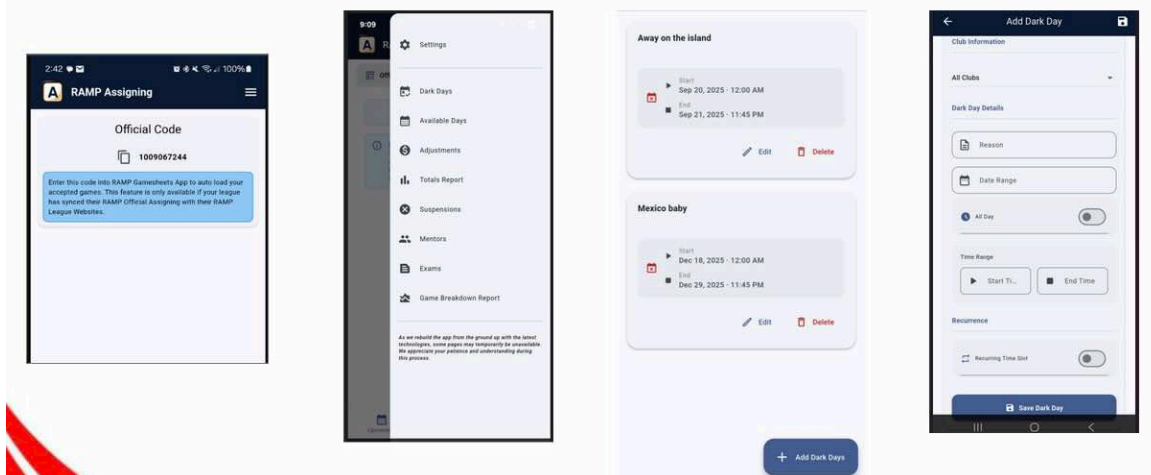 2:42
100%
A RAMP Assigning
Official Code
1009067244
Enter this code into RAMP Gamesheets App to auto load your
accepted games. This feature is only available if your league
has synced their RAMP Official Assigning with their RAMP
League Websites.
9:09
A R
Off
Settings
Dark Days
Available Days
Adjustments
Totals Report
Suspensions
Mentors
Exams
Game Breakdown Report
As we rebuild the app from the ground up with the latest
technologies, some pages may temporarily be unavailable.
We appreciate your patience and understanding during
this process.
Away on the island
Start
Sep 20, 2025 - 12:00 AM
End
Sep 21, 2025 - 11:45 PM
Edit
Delete
Mexico baby
Start
Dec 18, 2025 - 12:00 AM
End
Dec 29, 2025 - 11:45 PM
Edit
Delete
+ Add Dark Days
Add Dark Day
Club Information
All Clubs
Dark Day Details
Reason
Date Range
All Day
Time Range
Start Ti...
End Time
Recurrence
Recurring Time Slot
Save Dark Day